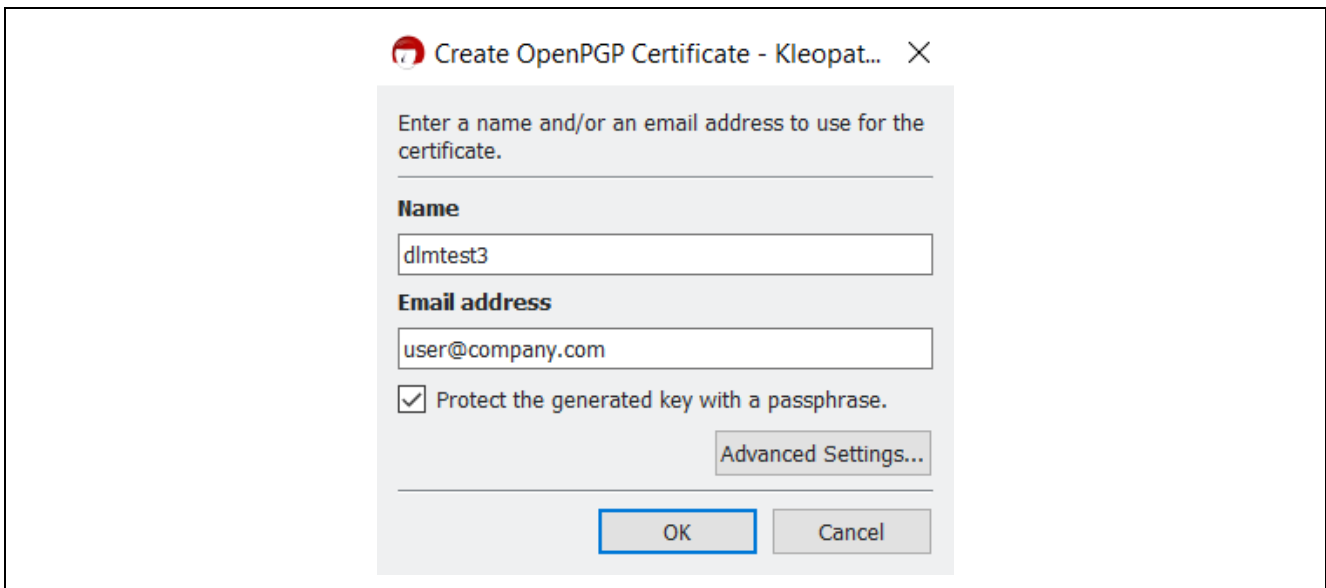 Create OpenPGP Certificate - Kleopat...
Enter a name and/or an email address to use for the
certificate.
Name
dlmtest3
Email address
user@company.com
Protect the generated key with a passphrase.
Advanced Settings...
OK
Cancel